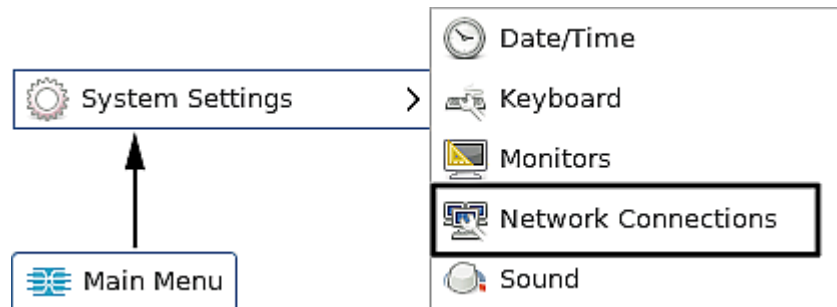 Date/Time
System Settings
Keyboard
Monitors
Network Connections
Main Menu
Sound